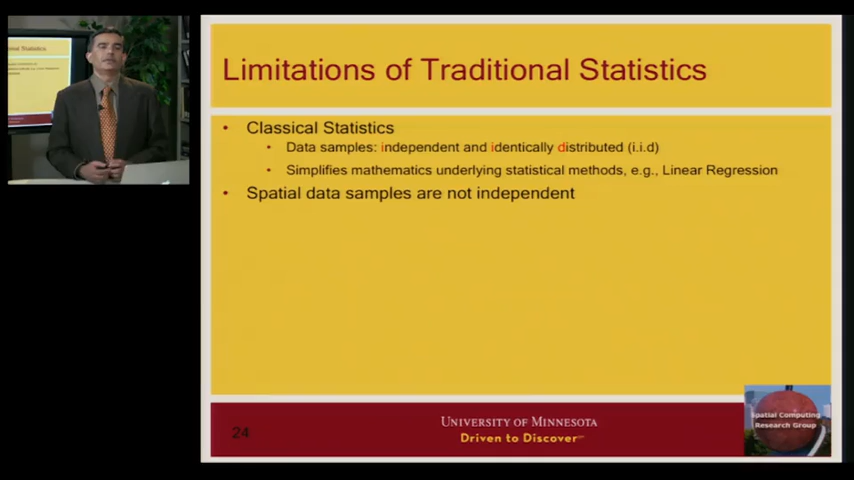 Limitations of Traditional Statistics
• Classical Statistics
• Data samples: independent and identically distributed (i.i.d)
• Simplifies mathematics underlying statistical methods, e.g., Linear Regression
• Spatial data samples are not independent
24
UNIVERSITY OF MINNESOTA
Driven to Discover
Spatial Computing
Research Group